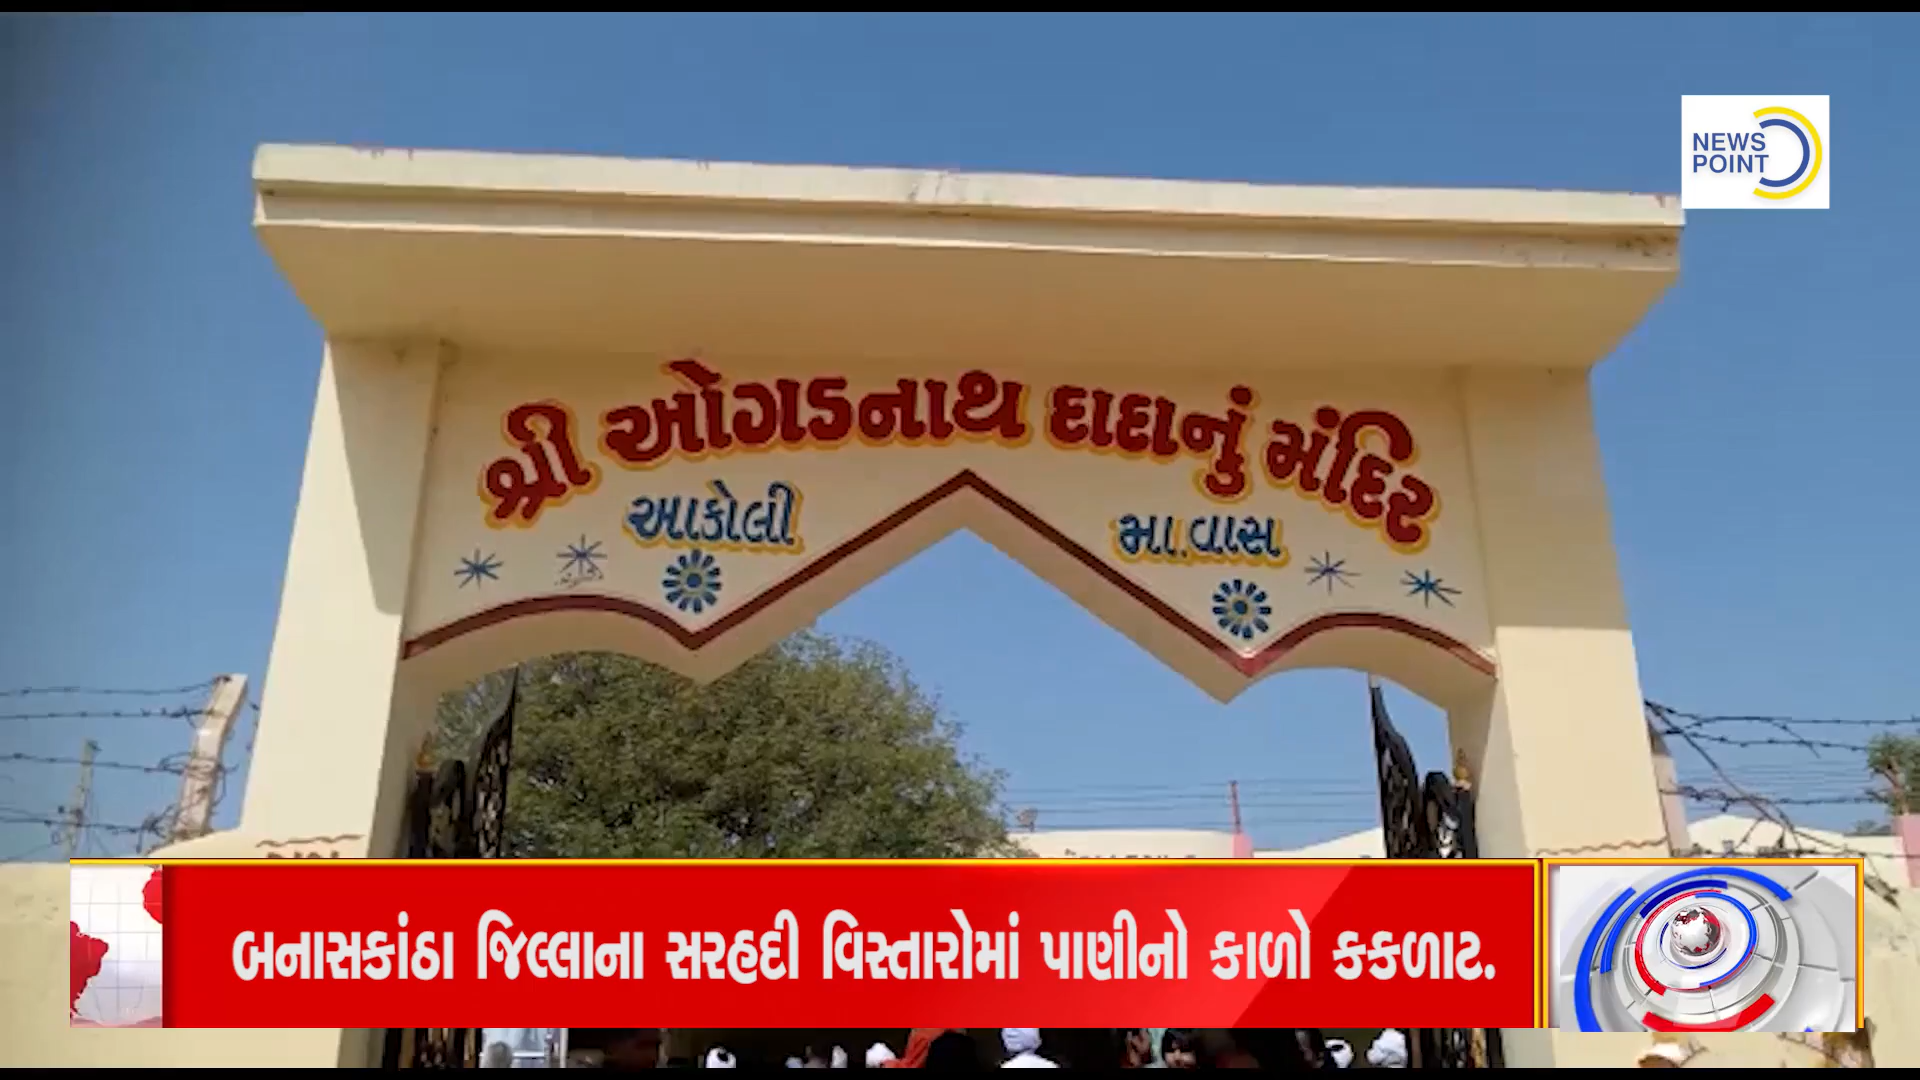 NEWS
POINT
શ્રી ઓગડનાથ દાદાનું મંદિર
આકોલી
મા.વાસ
બનાસકાંઠા જિલ્લાના સરહદી વિસ્તારોમાં પાણીનો કાળો કકળાટ.